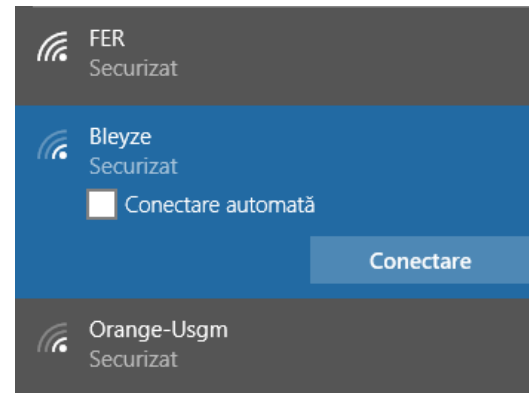 FER
Securizat
Bleyze
Securizat
Conectare automată
Conectare
Orange-Usgm
Securizat